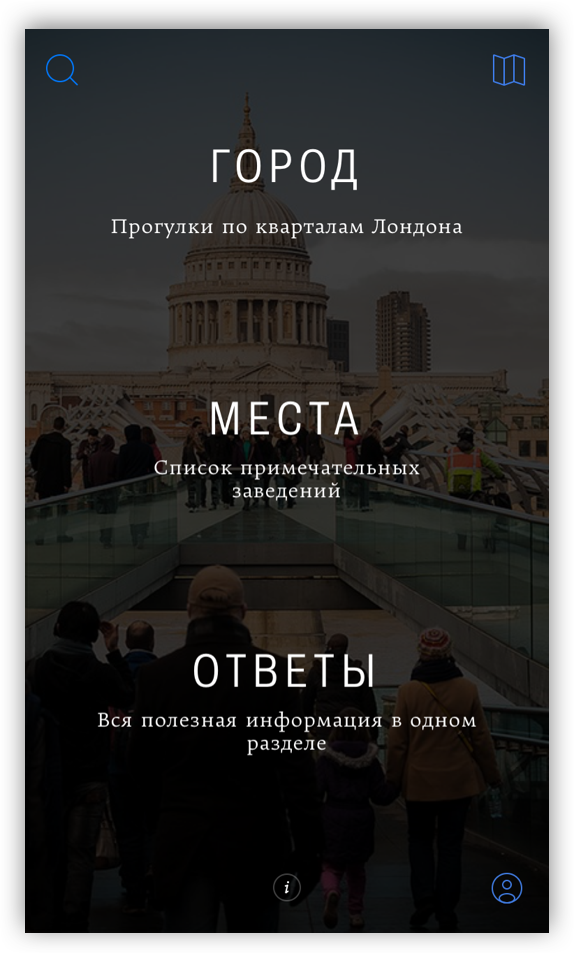 ГОРОД
Прогулки по кварталам Лондона
МЕСТА
Список примечательных
заведений
ОТВЕТЫ
Вся полезная информация в одном
разделе
i